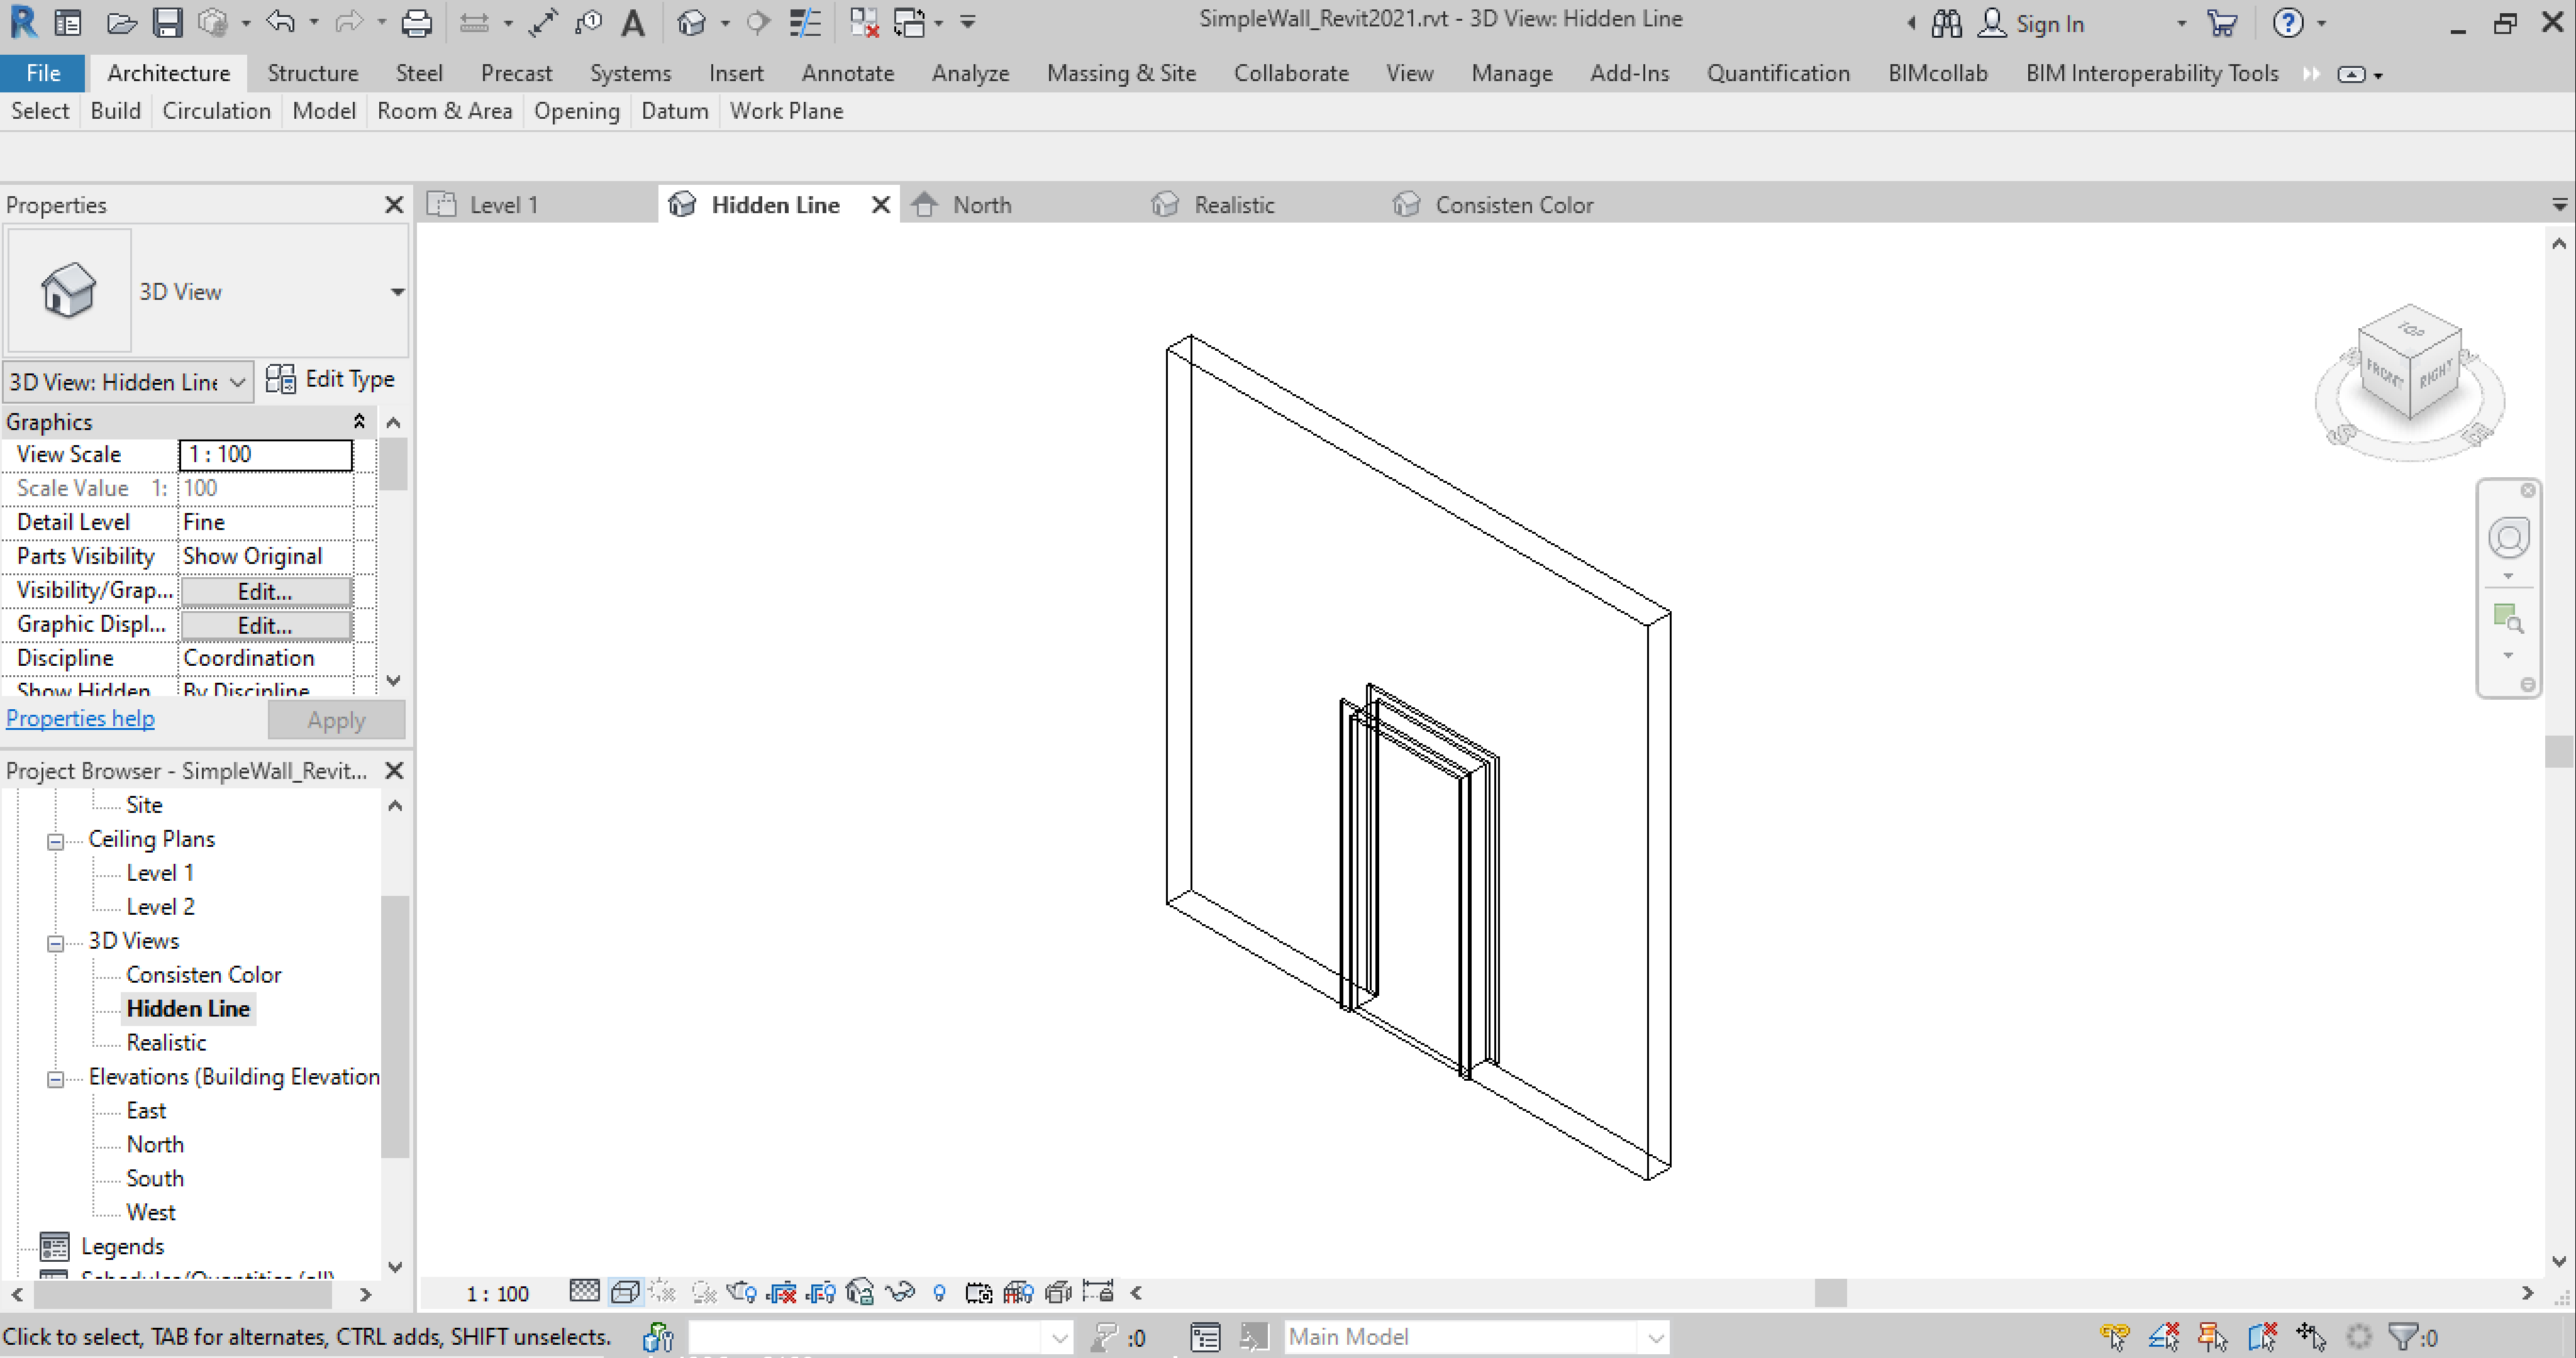 SimpleWall_Revit2021.rvt - 3D View: Hidden Line
Sign In
File Architecture Structure Steel Precast Systems Insert Annotate Analyze Massing & Site Collaborate View Manage Add-Ins Quantification BIMcollab BIM Interoperability Tools
Select Build Circulation Model Room & Area Opening Datum Work Plane
Properties
Level 1 Hidden Line North Realistic Consisten Color
3D View
3D View: Hidden Line Edit Type
Graphics
View Scale 1 : 100
Scale Value 1: 100
Detail Level Fine
Parts Visibility Show Original
Visibility/Grap... Edit...
Graphic Displ... Edit...
Discipline Coordination
Show Hidden By Discipline
Properties help Apply
TOP
FRONT RIGHT
Project Browser - SimpleWall_Revit...
Site
Ceiling Plans
Level 1
Level 2
3D Views
Consisten Color
Hidden Line
Realistic
Elevations (Building Elevation
East
North
South
West
Legends
Schedules/Quantities (all)
1 : 100
Click to select, TAB for alternates, CTRL adds, SHIFT unselects. :0 Main Model :0